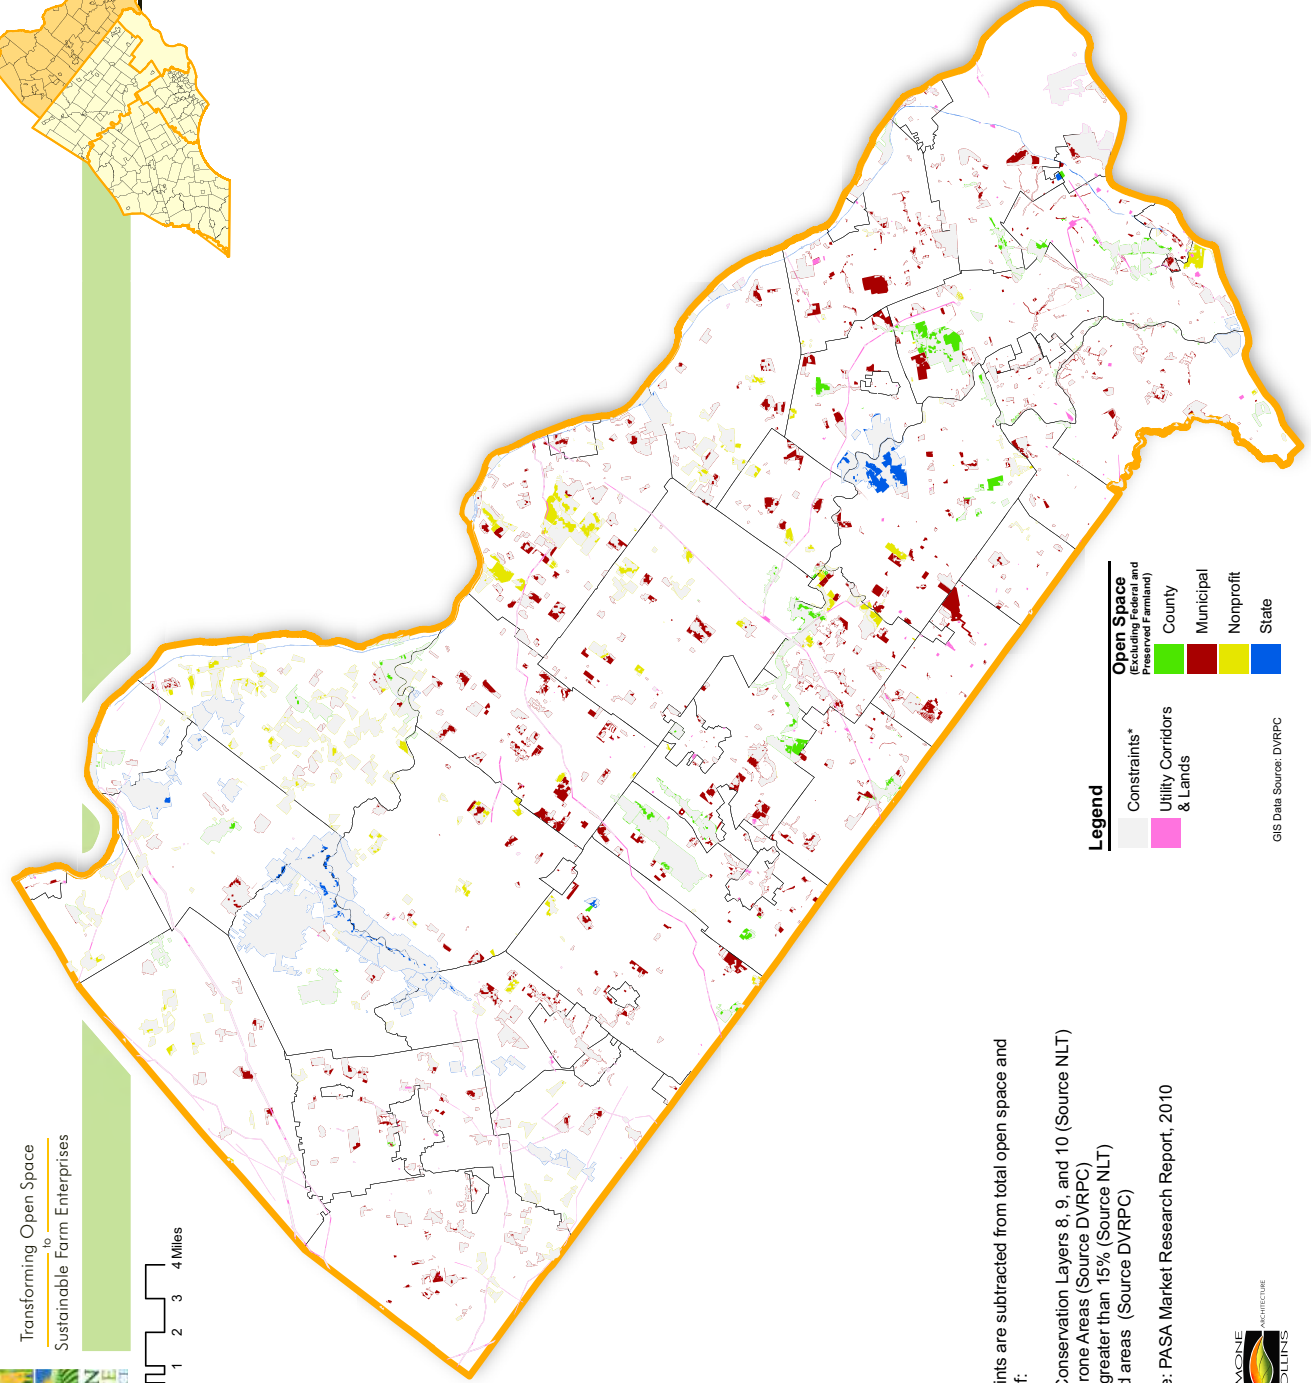 Transforming Open Space
to
Sustainable Farm Enterprises
1 2 3 4 Miles
Legend
Constraints*
Utility Corridors
& Lands
Open Space
(Excluding Federal and
Preserved Farmland)
County
Municipal
Nonprofit
State
GIS Data Source: DVRPC
are subtracted from total open space and
Conservation Layers 8, 9, and 10 (Source NLT)
Areas (Source DVRPC)
greater than 15% (Source NLT)
areas (Source DVRPC)
PASA Market Research Report, 2010
ARCHITECTURE